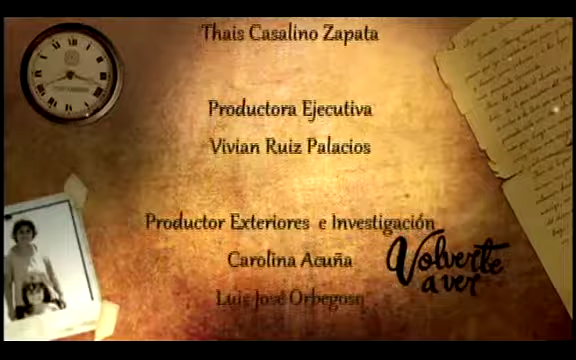 Thais Casalino Zapata
Productora Ejecutiva
Vivian Ruiz Palacios
Productor Exteriores e Investigación
Carolina Acuña
Luis José Orbegoso
Volverte
a ver